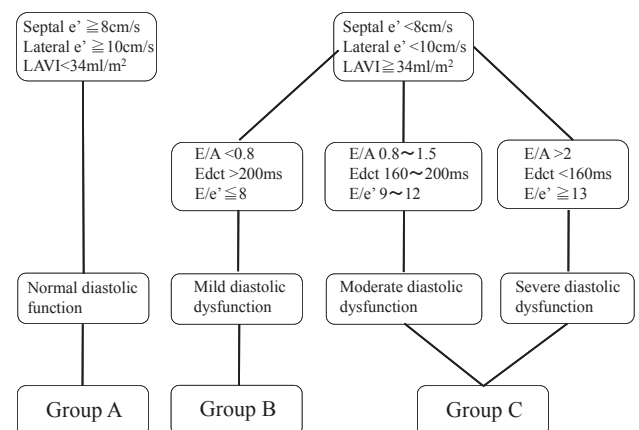 Septal e’ ≧8cm/s
Lateral e’ ≧10cm/s
LAVI<34ml/m²
Septal e’ <8cm/s
Lateral e’ <10cm/s
LAVI≧34ml/m²
E/A <0.8
Edct >200ms
E/e’ ≦8
E/A 0.8〜1.5
Edct 160〜200ms
E/e’ 9〜12
E/A >2
Edct <160ms
E/e’ ≧13
Normal diastolic
function
Mild diastolic
dysfunction
Moderate diastolic
dysfunction
Severe diastolic
dysfunction
Group A
Group B
Group C